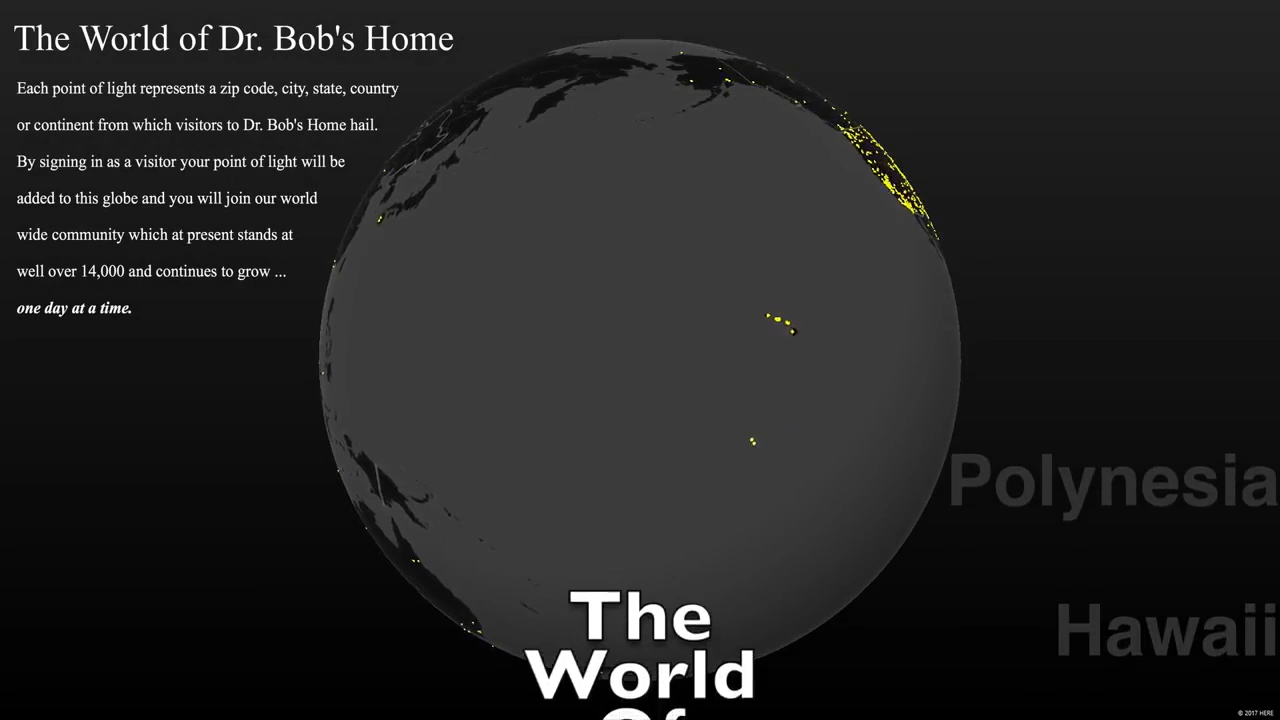 The World of Dr. Bob's Home
Each point of light represents a zip code, city, state, country
or continent from which visitors to Dr. Bob's Home hail.
By signing in as a visitor your point of light will be
added to this globe and you will join our world
wide community which at present stands at
well over 14,000 and continues to grow ...
one day at a time.
Polynesia
Hawaii
The
World
Of
© 2017 HERE